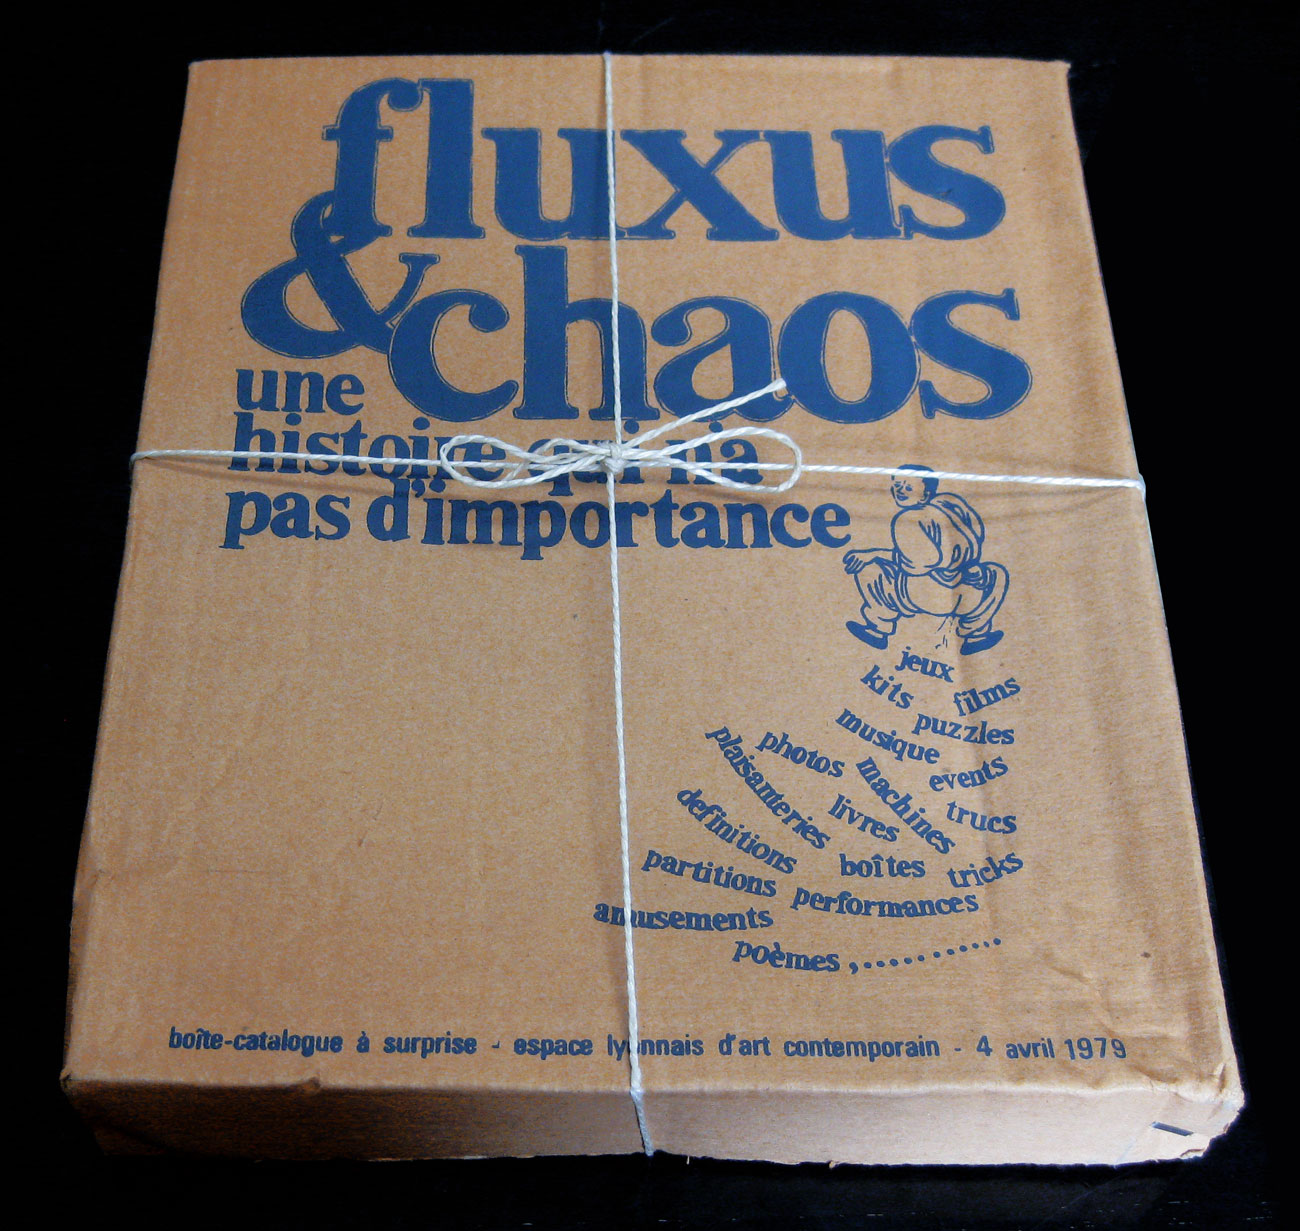 fluxus
& chaos
une
histoire qui n'a
pas d'importance
jeux
kits films
puzzles
musique
photos events
plaisanteries machines
livres trucs
definitions
boîtes tricks
partitions performances
amusements
poèmes,...........
boîte-catalogue à surprise - espace lyonnais d'art contemporain - 4 avril 1979